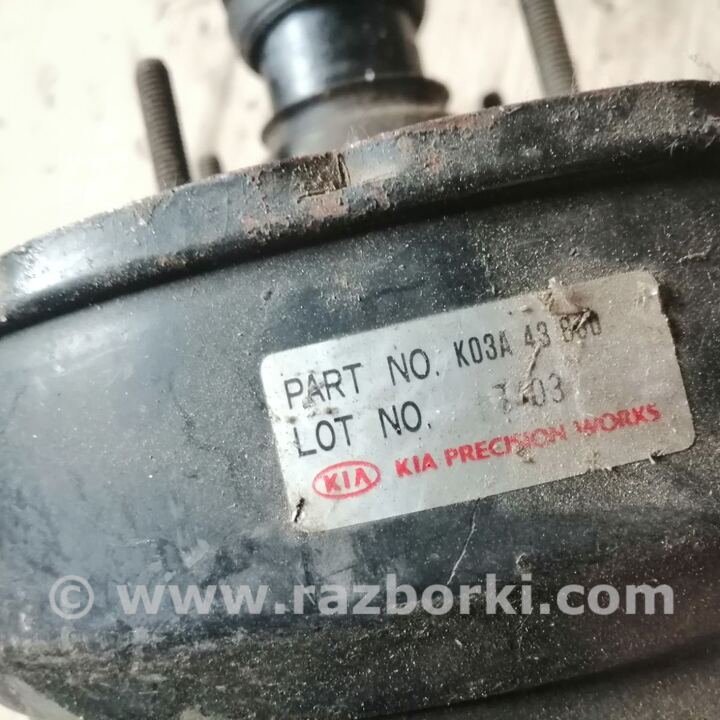 PART NO. K03A 43
LOT NO.
KIA KIA PRECISION WORKS
© www.razborki.com